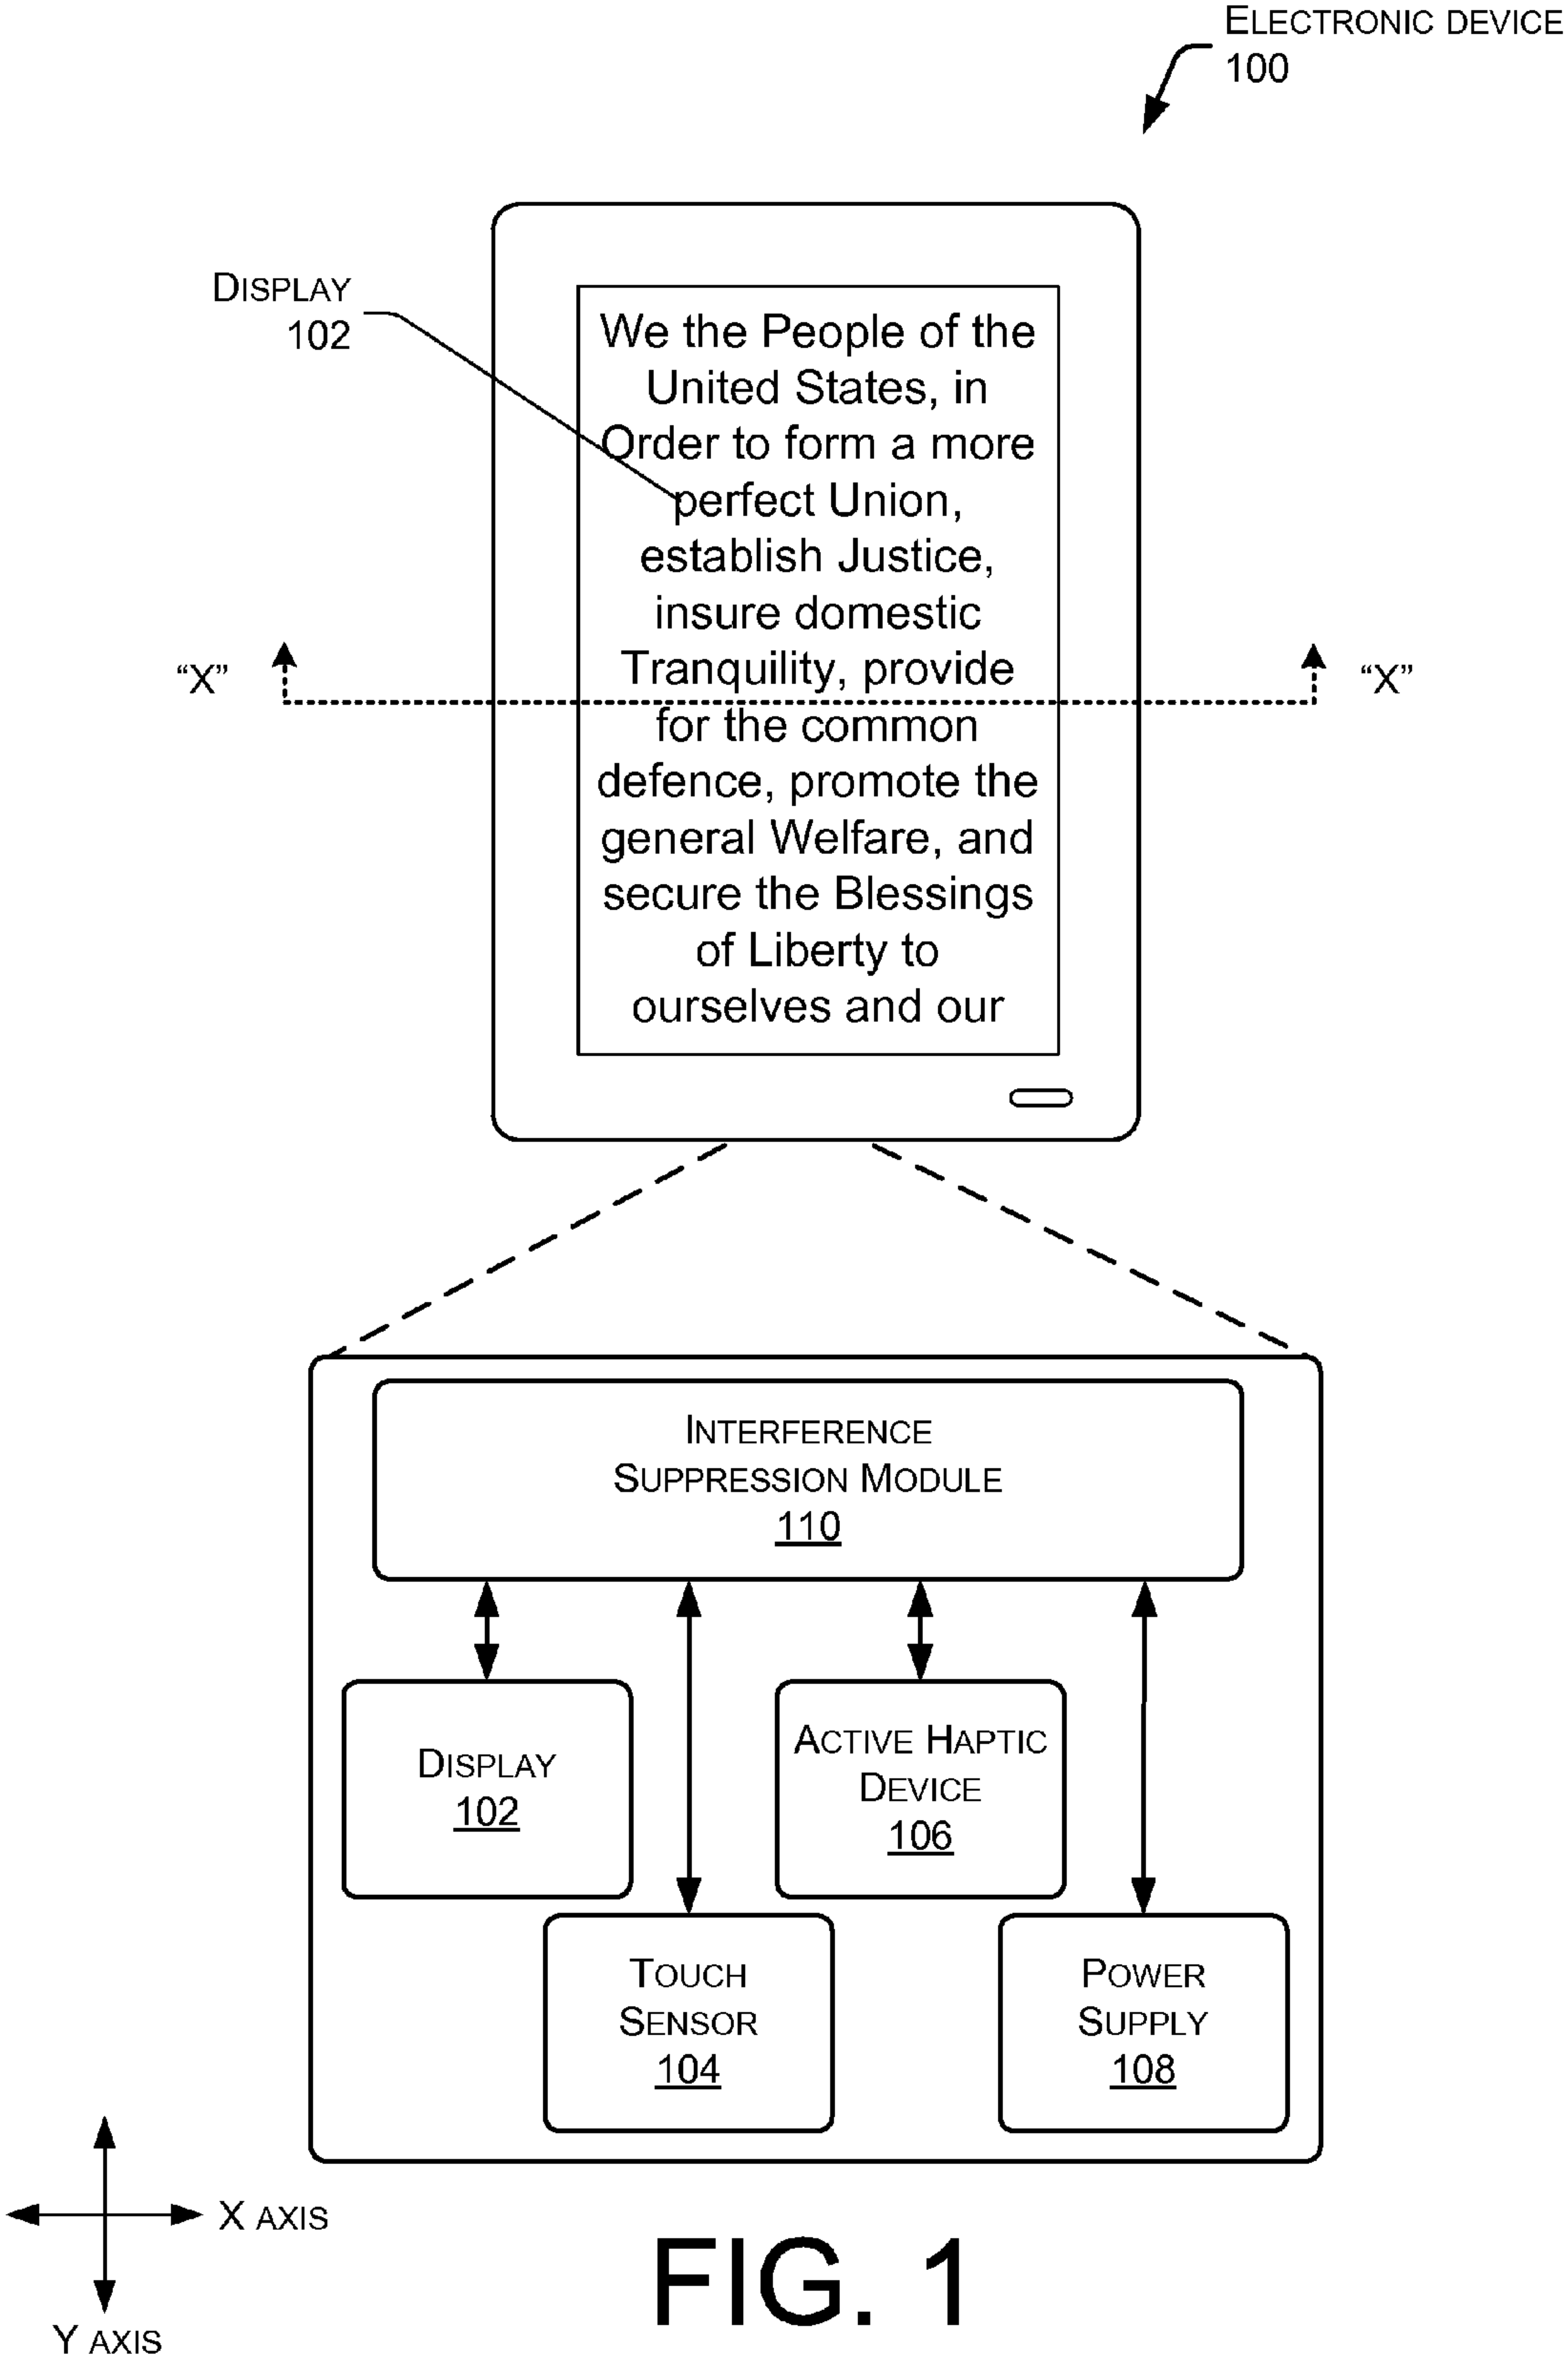 ELECTRONIC DEVICE
100
DISPLAY
102
We the People of the
United States, in
Order to form a more
perfect Union,
establish Justice,
insure domestic
Tranquility, provide
for the common
defence, promote the
general Welfare, and
secure the Blessings
of Liberty to
ourselves and our
“X”
“X”
INTERFERENCE
SUPPRESSION MODULE
110
DISPLAY
102
ACTIVE HAPTIC
DEVICE
106
TOUCH
SENSOR
104
POWER
SUPPLY
108
X AXIS
Y AXIS
FIG. 1